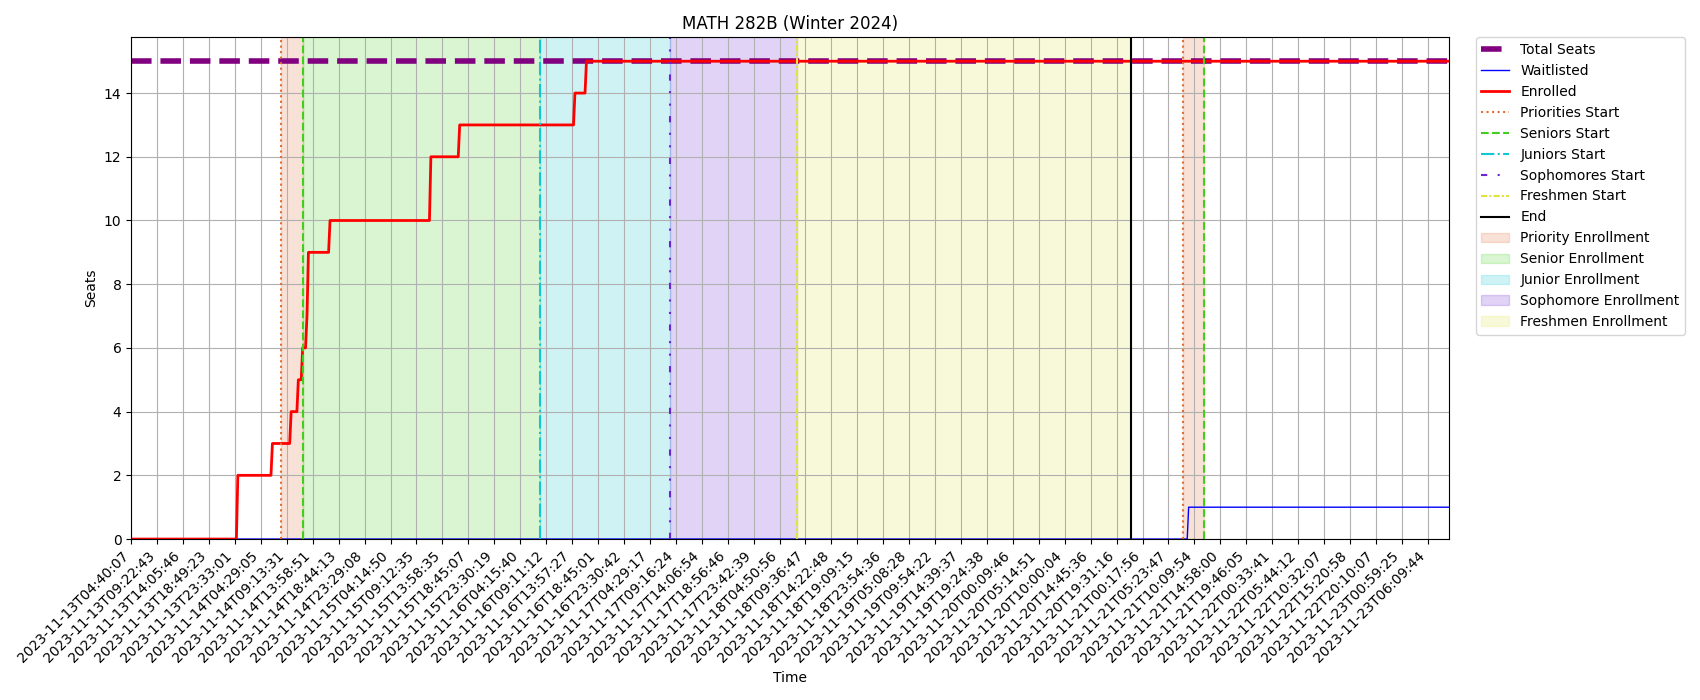 MATH 282B (Winter 2024)
Seats
14
12
10
8
6
4
2
0
2023-11-13T04:40:07
2023-11-13T09:22:43
2023-11-13T14:05:46
2023-11-13T18:49:23
2023-11-13T23:33:01
2023-11-14T04:29:05
2023-11-14T09:13:31
2023-11-14T13:58:51
2023-11-14T18:44:13
2023-11-14T23:29:08
2023-11-15T04:14:50
2023-11-15T09:12:35
2023-11-15T13:58:35
2023-11-15T18:45:07
2023-11-15T23:30:19
2023-11-16T04:15:40
2023-11-16T09:11:12
2023-11-16T13:57:27
2023-11-16T18:45:01
2023-11-16T23:30:42
2023-11-17T04:29:17
2023-11-17T09:16:24
2023-11-17T14:06:54
2023-11-17T18:56:46
2023-11-17T23:42:39
2023-11-18T04:50:56
2023-11-18T09:36:47
2023-11-18T14:22:48
2023-11-18T19:09:15
2023-11-18T23:54:36
2023-11-19T05:08:28
2023-11-19T09:54:22
2023-11-19T14:39:37
2023-11-19T19:24:38
2023-11-20T00:09:46
2023-11-20T05:14:51
2023-11-20T10:00:04
2023-11-20T14:45:36
2023-11-20T19:31:16
2023-11-21T00:17:56
2023-11-21T05:23:47
2023-11-21T10:09:54
2023-11-21T14:58:00
2023-11-21T19:46:05
2023-11-22T00:33:41
2023-11-22T05:44:12
2023-11-22T10:32:07
2023-11-22T15:20:58
2023-11-22T20:10:07
2023-11-23T00:59:25
2023-11-23T06:09:44
Time
Total Seats
Waitlisted
Enrolled
Priorities Start
Seniors Start
Juniors Start
Sophomores Start
Freshmen Start
End
Priority Enrollment
Senior Enrollment
Junior Enrollment
Sophomore Enrollment
Freshmen Enrollment